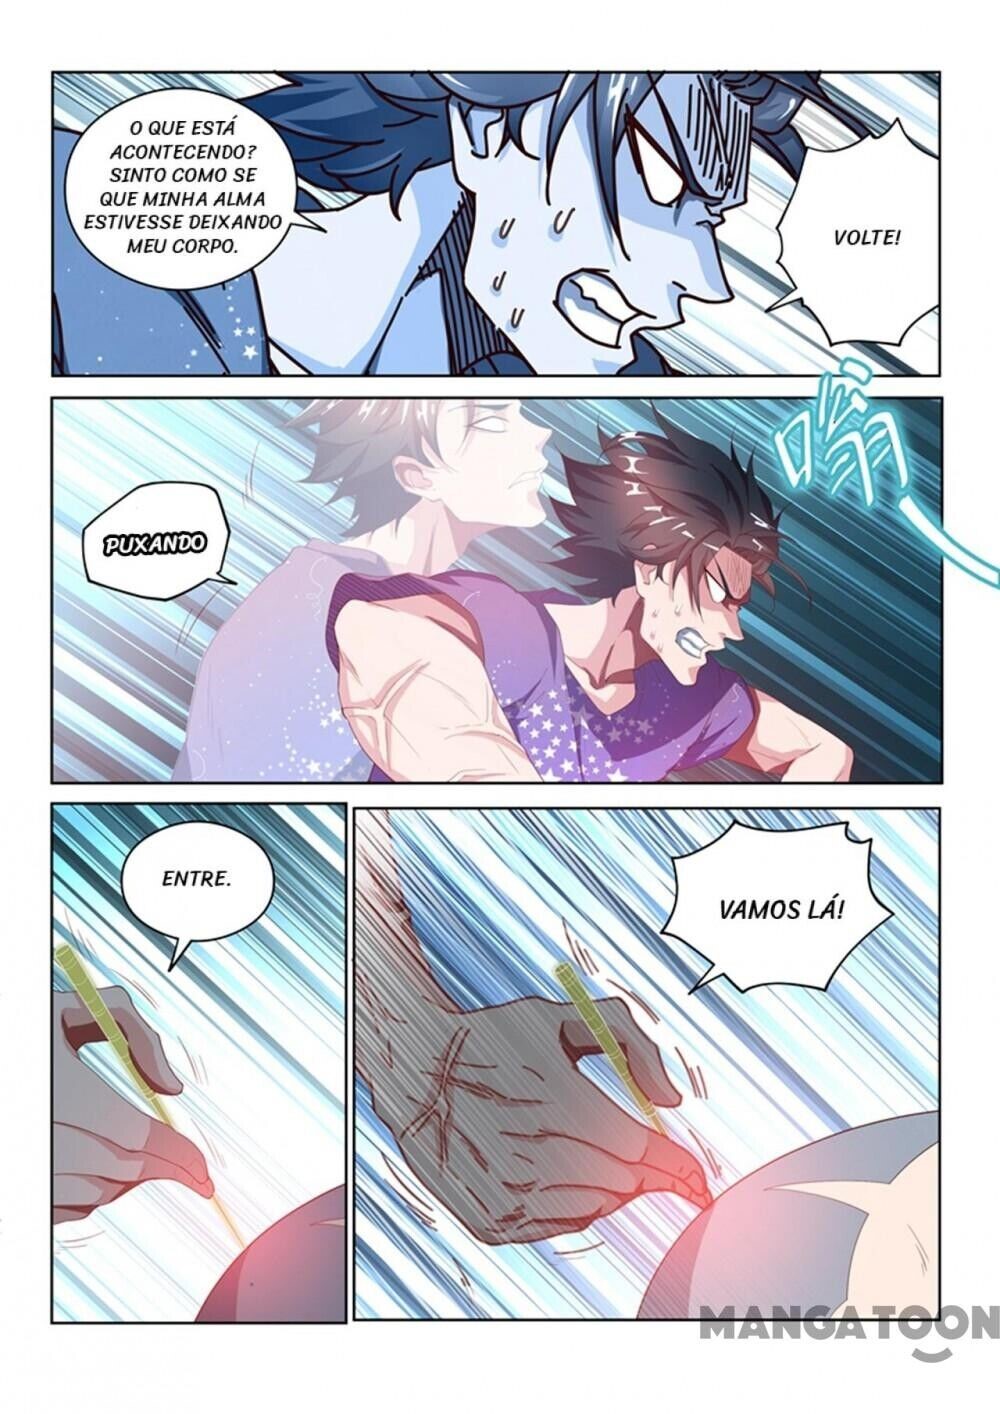 O QUE ESTÁ
ACONTECENDO?
SINTO COMO SE
QUE MINHA ALMA
ESTIVESSE DEIXANDO
MEU CORPO.
VOLTE!
嗡
PUXANDO
ENTRE.
VAMOS LÁ!
MANGATOON